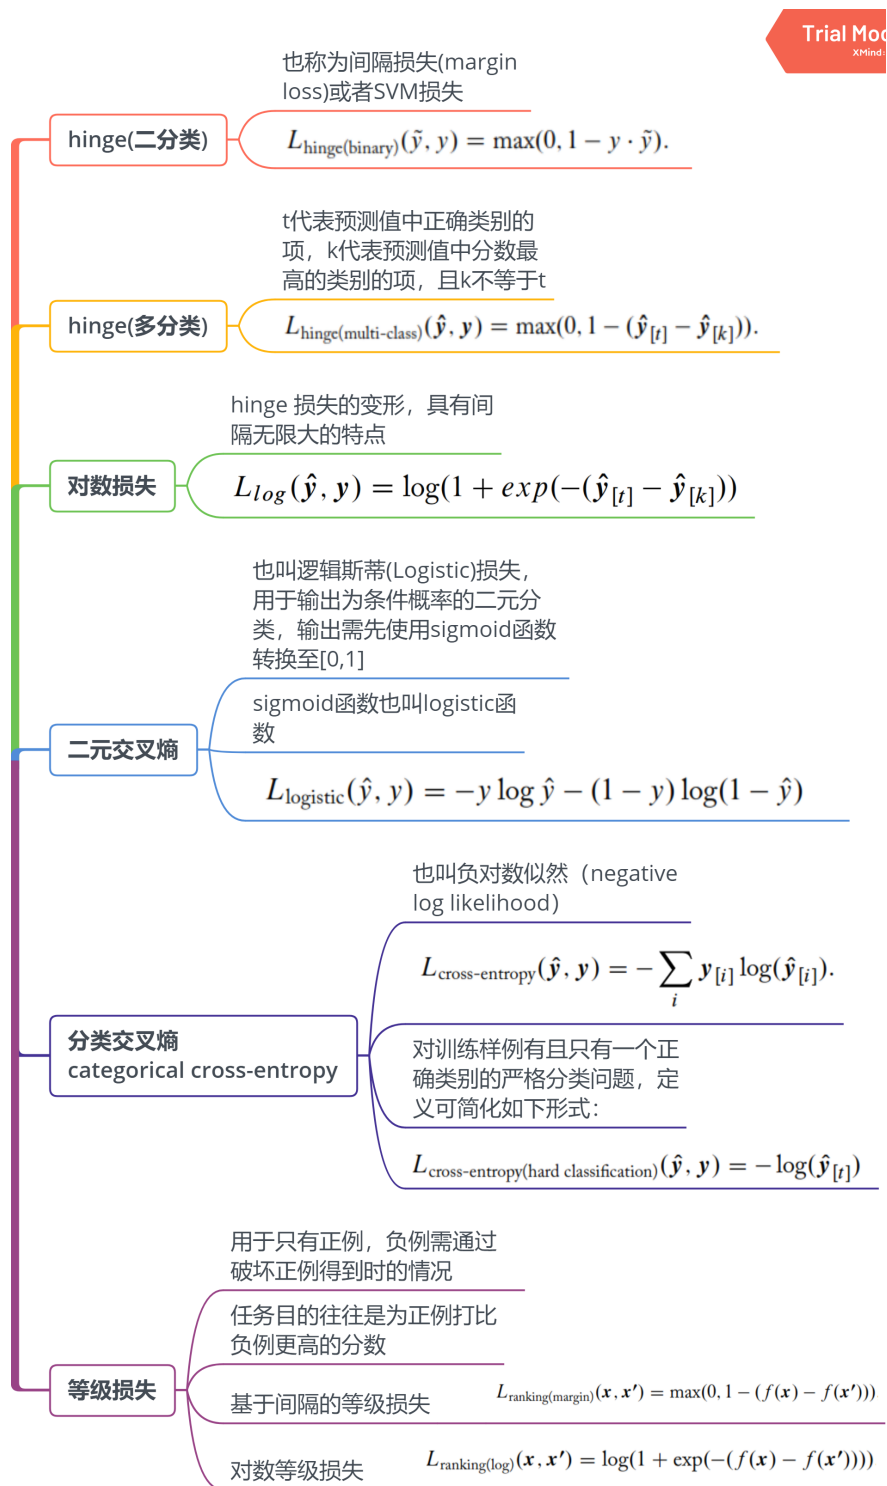 Trial Mo
XMind:
也称为间隔损失(margin
loss)或者SVM损失
hinge(二分类)
L_hinge(binary)(ỹ, y) = max(0, 1 − y · ỹ).
t代表预测值中正确类别的
项，k代表预测值中分数最
高的类别的项，且k不等于t
hinge(多分类)
L_hinge(multi-class)(ŷ, y) = max(0, 1 − (ŷ_[t] − ŷ_[k])).
hinge 损失的变形，具有间
隔无限大的特点
对数损失
L_log(ŷ, y) = log(1 + exp(−(ŷ_[t] − ŷ_[k]))
也叫逻辑斯蒂(Logistic)损失，
用于输出为条件概率的二元分
类，输出需先使用sigmoid函数
转换至[0,1]
sigmoid函数也叫logistic函
数
二元交叉熵
L_logistic(ŷ, y) = −y log ŷ − (1 − y) log(1 − ŷ)
也叫负对数似然（negative
log likelihood）
L_cross-entropy(ŷ, y) = − ∑_i y_[i] log(ŷ_[i]).
分类交叉熵
categorical cross-entropy
对训练样例有且只有一个正
确类别的严格分类问题，定
义可简化如下形式：
L_cross-entropy(hard classification)(ŷ, y) = − log(ŷ_[t])
用于只有正例，负例需通过
破坏正例得到时的情况
任务目的往往是为正例打比
负例更高的分数
等级损失
基于间隔的等级损失 L_ranking(margin)(x, x′) = max(0, 1 − (f(x) − f(x′)))
对数等级损失 L_ranking(log)(x, x′) = log(1 + exp(−(f(x) − f(x′))))